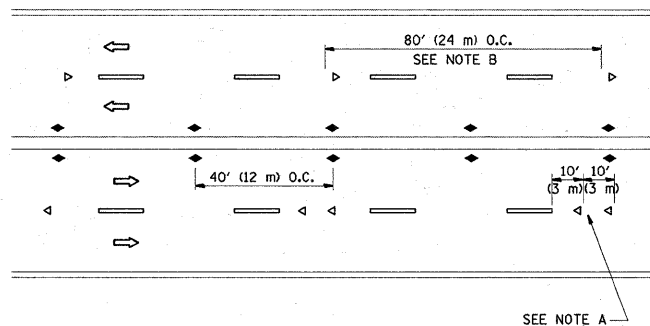 80' (24 m) O.C.
SEE NOTE B
40' (12 m) O.C.
10' 10'
(3 m) (3 m)
SEE NOTE A